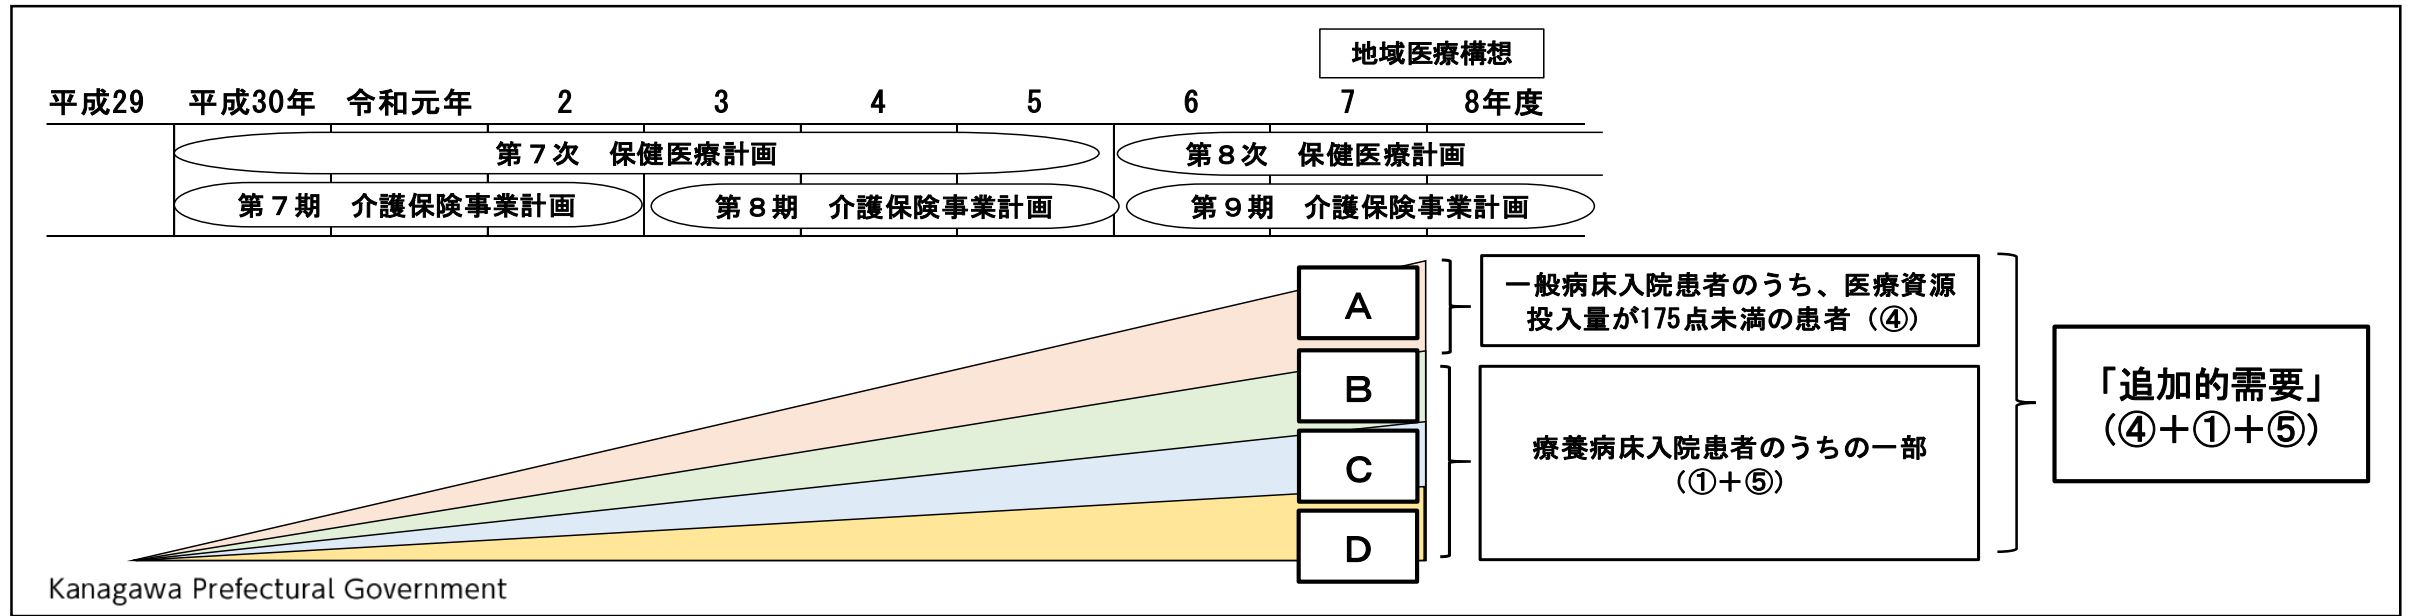 地域医療構想
平成29 平成30年 令和元年 2 3 4 5 6 7 8年度
第７次 保健医療計画 第８次 保健医療計画
第７期 介護保険事業計画 第８期 介護保険事業計画 第９期 介護保険事業計画
A
一般病床入院患者のうち、医療資源
投入量が175点未満の患者（④）
B
「追加的需要」
（④＋①＋⑤）
C
療養病床入院患者のうちの一部
（①＋⑤）
D
Kanagawa Prefectural Government